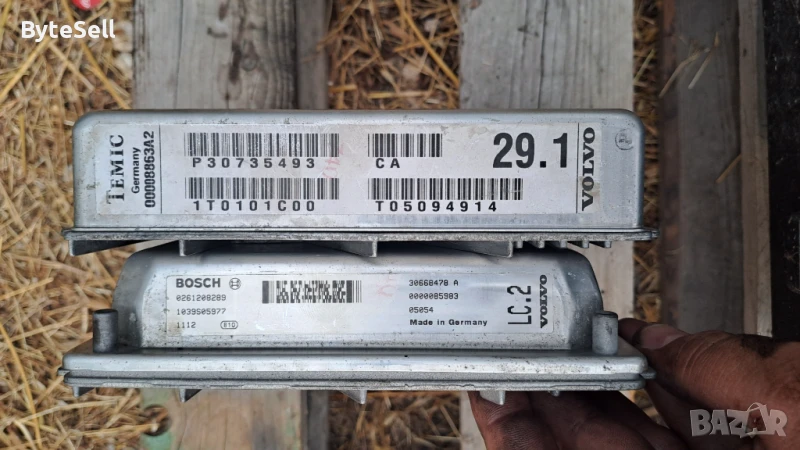 ByteSell
TEMIC
Germany
00008863A2
P30735493
CA
29.1
VOLVO
1T0101C00
T05094914
BOSCH
0261208289
1039S05977
1112
30668478 A
0000085983
05054
Made in Germany
LC.2
VOLVO
BAZAR